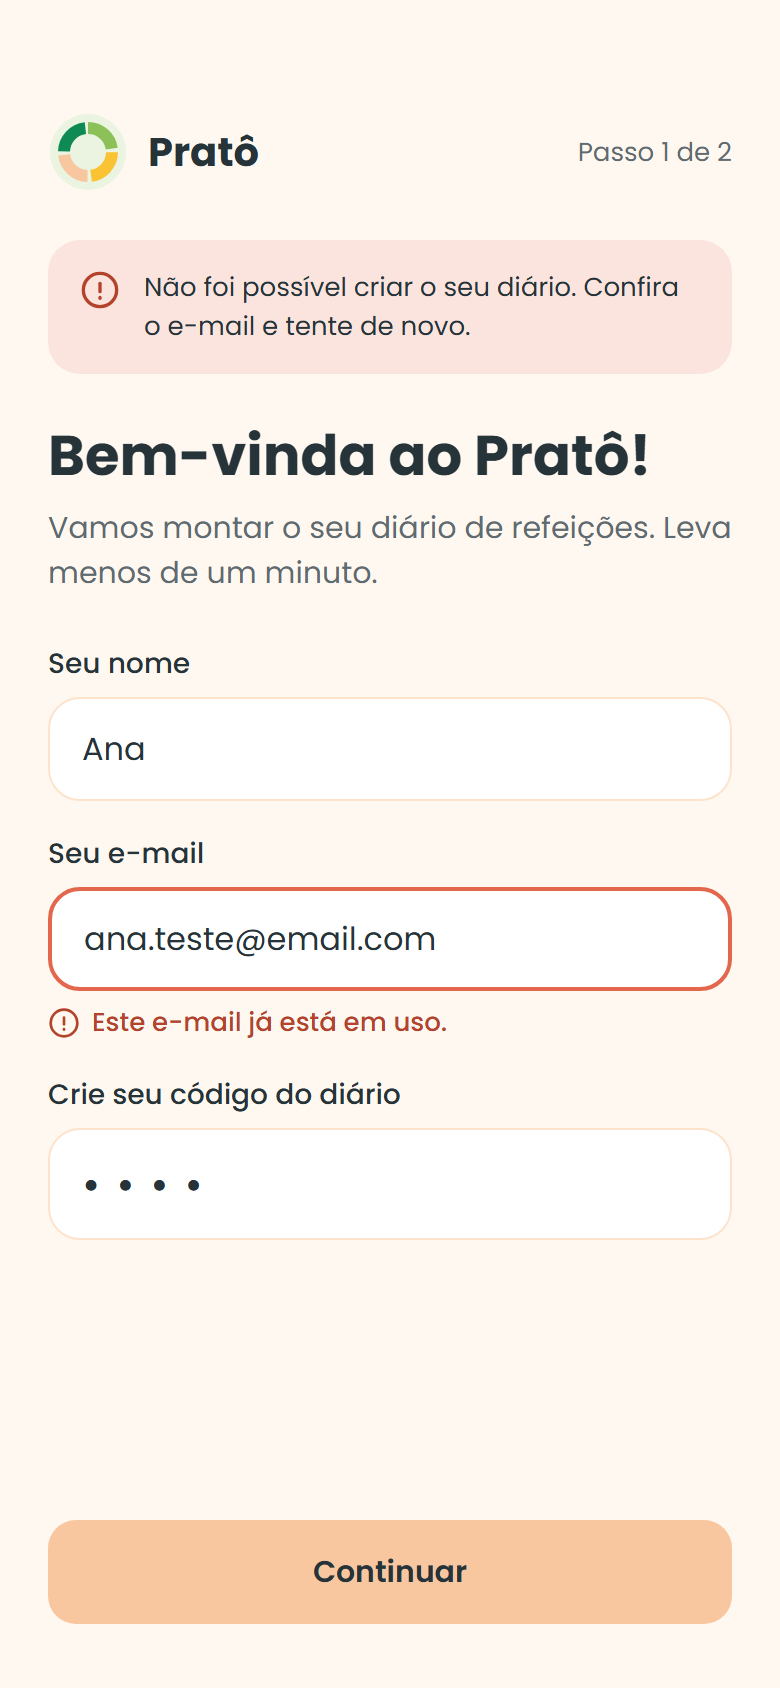 Pratô
Passo 1 de 2
Não foi possível criar o seu diário. Confira
o e-mail e tente de novo.
Bem-vinda ao Pratô!
Vamos montar o seu diário de refeições. Leva
menos de um minuto.
Seu nome
Ana
Seu e-mail
ana.teste@email.com
Este e-mail já está em uso.
Crie seu código do diário
• • • •
Continuar